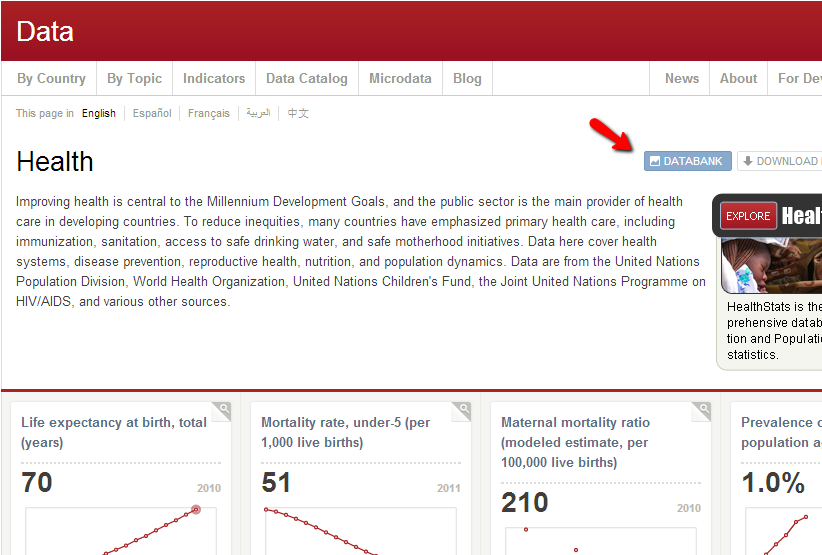 Data
By Country By Topic Indicators Data Catalog Microdata Blog News About For De
This page in English Español Français العربية 中文
Health
DATABANK DOWNLOAD
Improving health is central to the Millennium Development Goals, and the public sector is the main provider of health
care in developing countries. To reduce inequities, many countries have emphasized primary health care, including
immunization, sanitation, access to safe drinking water, and safe motherhood initiatives. Data here cover health
systems, disease prevention, reproductive health, nutrition, and population dynamics. Data are from the United Nations
Population Division, World Health Organization, United Nations Children's Fund, the Joint United Nations Programme on
HIV/AIDS, and various other sources.
EXPLORE Heal
HealthStats is the
prehensive datab
tion and Populati
statistics.
Life expectancy at birth, total
(years)
70 2010
Mortality rate, under-5 (per
1,000 live births)
51 2011
Maternal mortality ratio
(modeled estimate, per
100,000 live births)
210 2010
Prevalence o
population a
1.0%